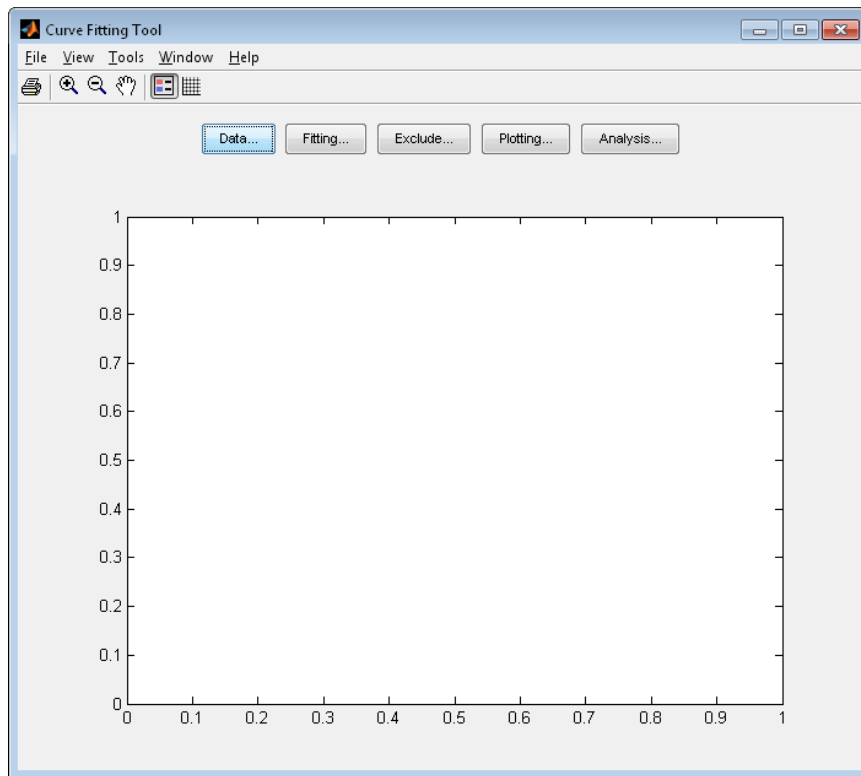 Curve Fitting Tool
File View Tools Window Help
Data... Fitting... Exclude... Plotting... Analysis...
1
0.9
0.8
0.7
0.6
0.5
0.4
0.3
0.2
0.1
0
0 0.1 0.2 0.3 0.4 0.5 0.6 0.7 0.8 0.9 1